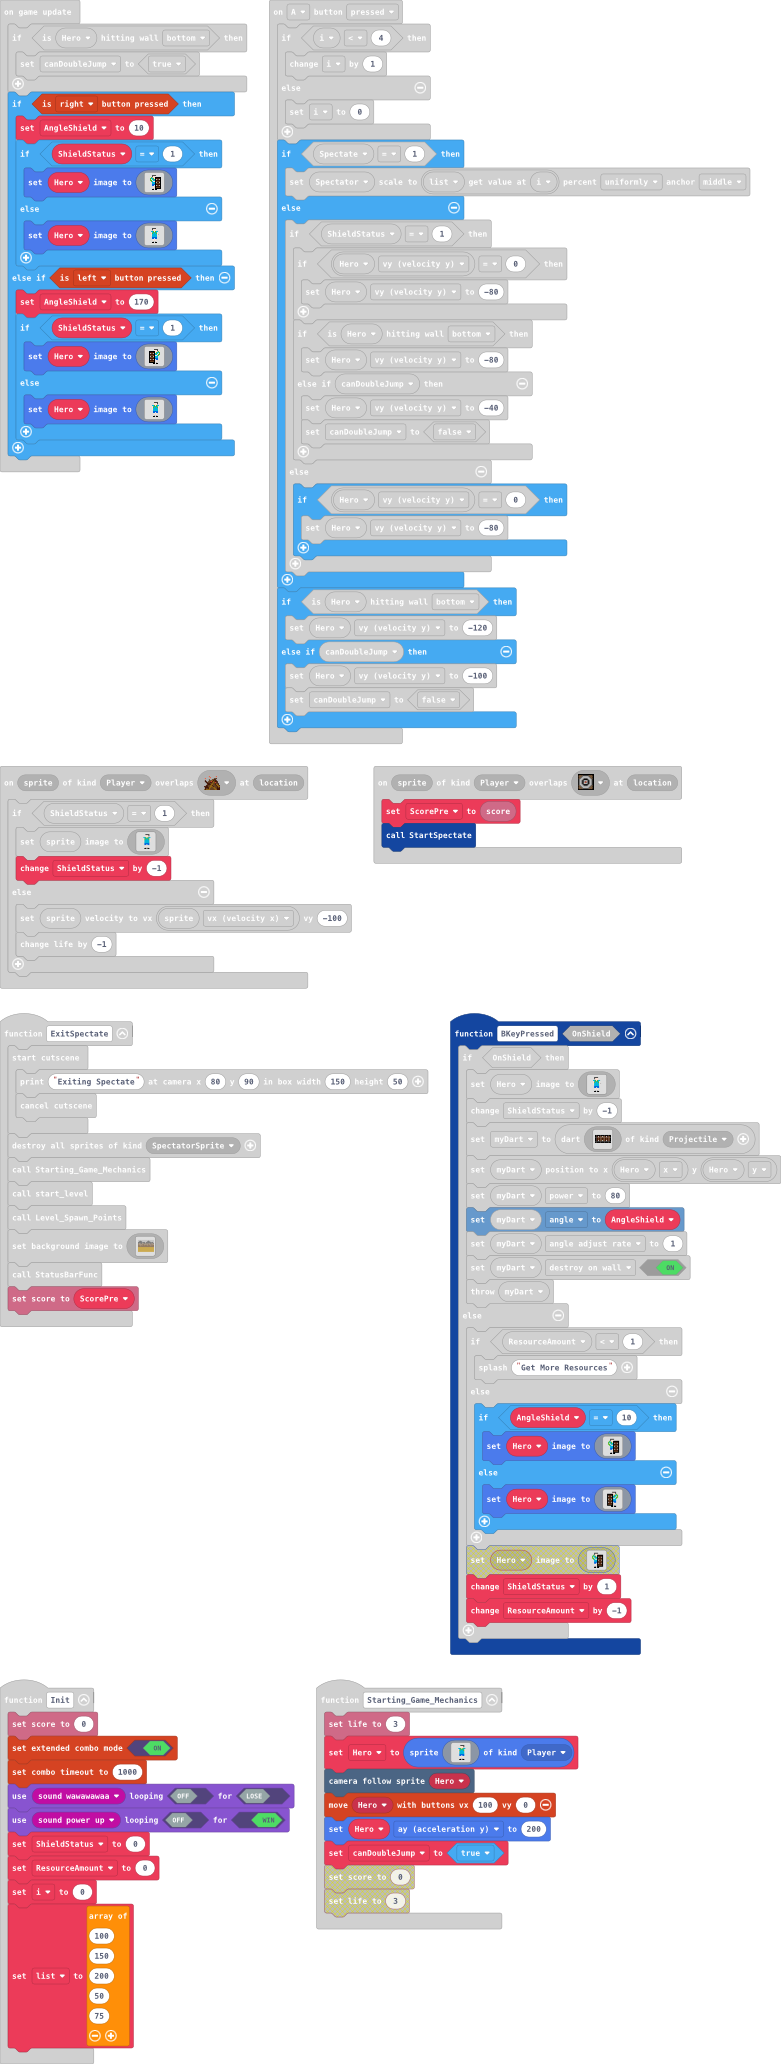 on game update
if is Hero hitting wall bottom then
set canDoubleJump to true
if is right button pressed then
set AngleShield to 10
if ShieldStatus = 1 then
set Hero image to
else
set Hero image to
else if is left button pressed then
set AngleShield to 170
if ShieldStatus = 1 then
set Hero image to
else
set Hero image to
on A button pressed
if i < 4 then
change i by 1
else
set i to 0
if Spectate = 1 then
set Spectator scale to list get value at i percent uniformly anchor middle
else
if ShieldStatus = 1 then
if Hero vy (velocity y) = 0 then
set Hero vy (velocity y) to -80
if is Hero hitting wall bottom then
set Hero vy (velocity y) to -80
else if canDoubleJump then
set Hero vy (velocity y) to -40
set canDoubleJump to false
else
if Hero vy (velocity y) = 0 then
set Hero vy (velocity y) to -80
if is Hero hitting wall bottom then
set Hero vy (velocity y) to -120
else if canDoubleJump then
set Hero vy (velocity y) to -100
set canDoubleJump to false
on sprite of kind Player overlaps at location
if ShieldStatus = 1 then
set sprite image to
change ShieldStatus by -1
else
set sprite velocity to vx sprite vx (velocity x) vy -100
change life by -1
on sprite of kind Player overlaps at location
set ScorePre to score
call StartSpectate
function ExitSpectate
start cutscene
print "Exiting Spectate" at camera x 80 y 90 in box width 150 height 50
cancel cutscene
destroy all sprites of kind SpectatorSprite
call Starting_Game_Mechanics
call start_level
call Level_Spawn_Points
set background image to
call StatusBarFunc
set score to ScorePre
function BKeyPressed OnShield
if OnShield then
set Hero image to
change ShieldStatus by -1
set myDart to dart of kind Projectile
set myDart position to x Hero x y Hero y
set myDart power to 80
set myDart angle to AngleShield
set myDart angle adjust rate to 1
set myDart destroy on wall ON
throw myDart
else
if ResourceAmount < 1 then
splash "Get More Resources"
else
if AngleShield = 10 then
set Hero image to
else
set Hero image to
set Hero image to
change ShieldStatus by 1
change ResourceAmount by -1
function Init
set score to 0
set extended combo mode ON
set combo timeout to 1000
use sound wawawawaa looping OFF for LOSE
use sound power up looping OFF for WIN
set ShieldStatus to 0
set ResourceAmount to 0
set i to 0
set list to array of
100
150
200
50
75
function Starting_Game_Mechanics
set life to 3
set Hero to sprite of kind Player
camera follow sprite Hero
move Hero with buttons vx 100 vy 0
set Hero ay (acceleration y) to 200
set canDoubleJump to true
set score to 0
set life to 3